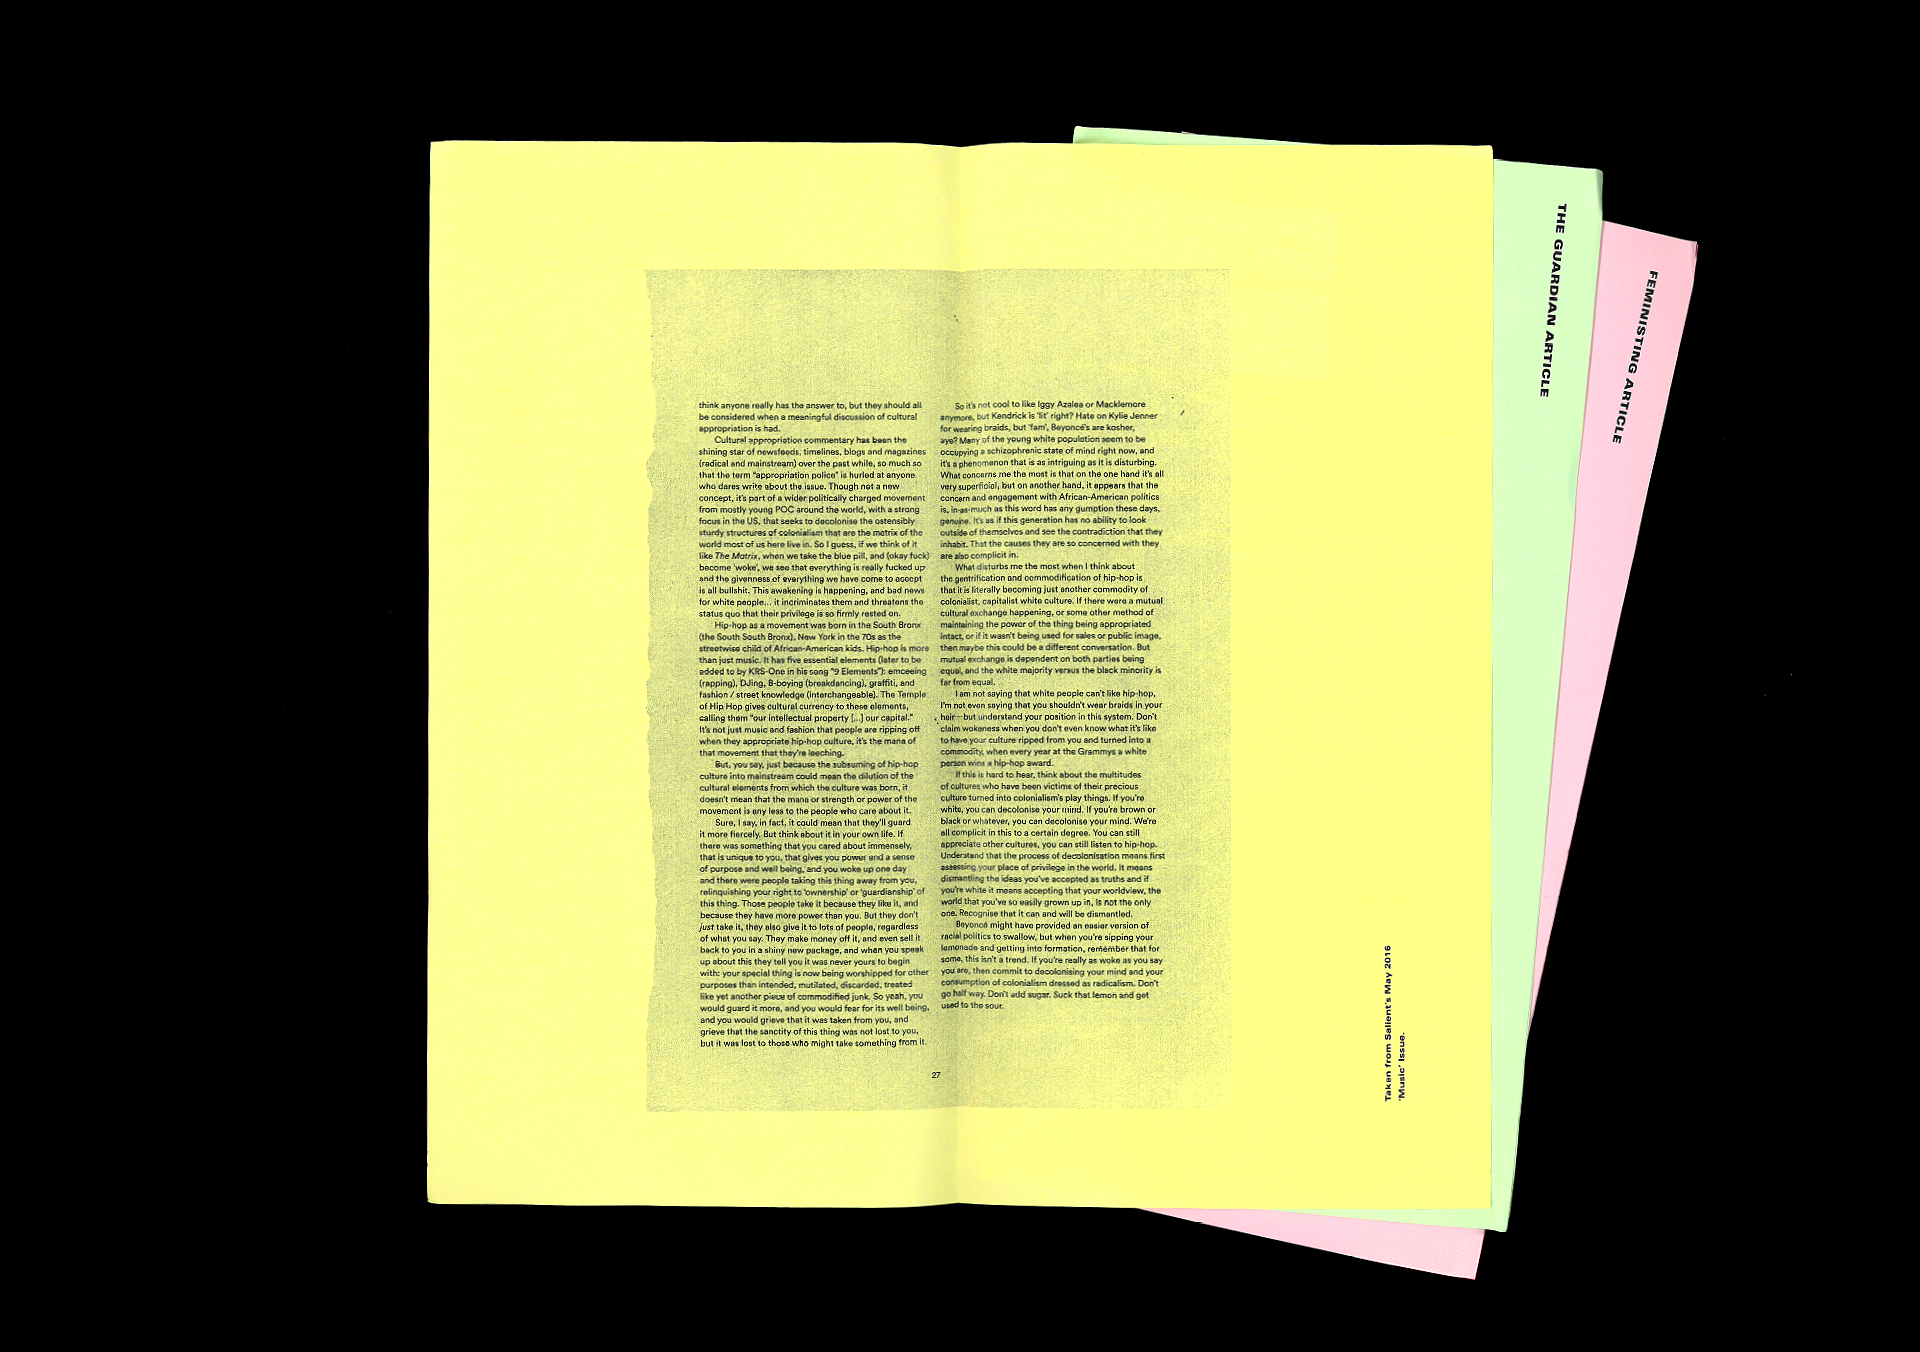 think anyone really has the answer to, but they should all
be considered when a meaningful discussion of cultural
appropriation is had.
Cultural appropriation commentary has been the
shining star of newsfeeds, timelines, blogs and magazines
(radical and mainstream) over the past while, so much so
that the term "appropriation police" is hurled at anyone
who dares write about the issue. Though not a new
concept, it's part of a wider politically charged movement
from mostly young POC around the world, with a strong
focus in the US, that seeks to decolonise the ostensibly
sturdy structures of colonialism that are the matrix of the
world most of us here live in. So I guess, if we think of it
like The Matrix, when we take the blue pill, and (okay fuck)
become 'woke', we see that everything is really fucked up
and the givenness of everything we have come to accept
is all bullshit. This awakening is happening, and bad news
for white people... it incriminates them and threatens the
status quo that their privilege is so firmly rested on.
Hip-hop as a movement was born in the South Bronx
(the South South Bronx), New York in the 70s as the
streetwise child of African-American kids. Hip-hop is more
than just music. It has five essential elements (later to be
added to by KRS-One in his song "9 Elements"): emceeing
(rapping), DJing, B-boying (breakdancing), graffiti, and
fashion / street knowledge (interchangeable). The Temple
of Hip Hop gives cultural currency to these elements,
calling them "our intellectual property [...] our capital."
It's not just music and fashion that people are ripping off
when they appropriate hip-hop culture, it's the mana of
that movement that they're leeching.
But, you say, just because the subsuming of hip-hop
culture into mainstream could mean the dilution of the
cultural elements from which the culture was born, it
doesn't mean that the mana or strength or power of the
movement is any less to the people who care about it.
Sure, I say, in fact, it could mean that they'll guard
it more fiercely. But think about it in your own life. If
there was something that you cared about immensely,
that is unique to you, that gives you power and a sense
of purpose and well being, and you woke up one day
and there were people taking this thing away from you,
relinquishing your right to 'ownership' or 'guardianship' of
this thing. Those people take it because they like it, and
because they have more power than you. But they don't
just take it, they also give it to lots of people, regardless
of what you say. They make money off it, and even sell it
back to you in a shiny new package, and when you speak
up about this they tell you it was never yours to begin
with: your special thing is now being worshipped for other
purposes than intended, mutilated, discarded, treated
like yet another piece of commodified junk. So yeah, you
would guard it more, and you would fear for its well being,
and you would grieve that it was taken from you, and
grieve that the sanctity of this thing was not lost to you,
but it was lost to those who might take something from it.
27
So it's not cool to like Iggy Azalea or Macklemore
anymore, but Kendrick is 'lit' right? Hate on Kylie Jenner
for wearing braids, but 'fam', Beyoncé's are kosher,
aye? Many of the young white population seem to be
occupying a schizophrenic state of mind right now, and
it's a phenomenon that is as intriguing as it is disturbing.
What concerns me the most is that on the one hand it's all
very superficial, but on another hand, it appears that the
concern and engagement with African-American politics
is, in-as-much as this word has any gumption these days,
genuine. It's as if this generation has no ability to look
outside of themselves and see the contradiction that they
inhabit. That the causes they are so concerned with they
are also complicit in.
What disturbs me the most when I think about
the gentrification and commodification of hip-hop is
that it is literally becoming just another commodity of
colonialist, capitalist white culture. If there were a mutual
cultural exchange happening, or some other method of
maintaining the power of the thing being appropriated
intact, or if it wasn't being used for sales or public image,
then maybe this could be a different conversation. But
mutual exchange is dependent on both parties being
equal, and the white majority versus the black minority is
far from equal.
I am not saying that white people can't like hip-hop,
I'm not even saying that you shouldn't wear braids in your
hair—but understand your position in this system. Don't
claim wokeness when you don't even know what it's like
to have your culture ripped from you and turned into a
commodity, when every year at the Grammys a white
person wins a hip-hop award.
If this is hard to hear, think about the multitudes
of cultures who have been victims of their precious
culture turned into colonialism's play things. If you're
white, you can decolonise your mind. If you're brown or
black or whatever, you can decolonise your mind. We're
all complicit in this to a certain degree. You can still
appreciate other cultures, you can still listen to hip-hop.
Understand that the process of decolonisation means first
assessing your place of privilege in the world. It means
dismantling the ideas you've accepted as truths and if
you're white it means accepting that your worldview, the
world that you've so easily grown up in, is not the only
one. Recognise that it can and will be dismantled.
Beyoncé might have provided an easier version of
racial politics to swallow, but when you're sipping your
lemonade and getting into formation, remember that for
some, this isn't a trend. If you're really as woke as you say
you are, then commit to decolonising your mind and your
consumption of colonialism dressed as radicalism. Don't
go half way. Don't add sugar. Suck that lemon and get
used to the sour.
Taken from Salient's May 2016
'Music' Issue.
THE GUARDIAN ARTICLE
FEMINISTING ARTICLE